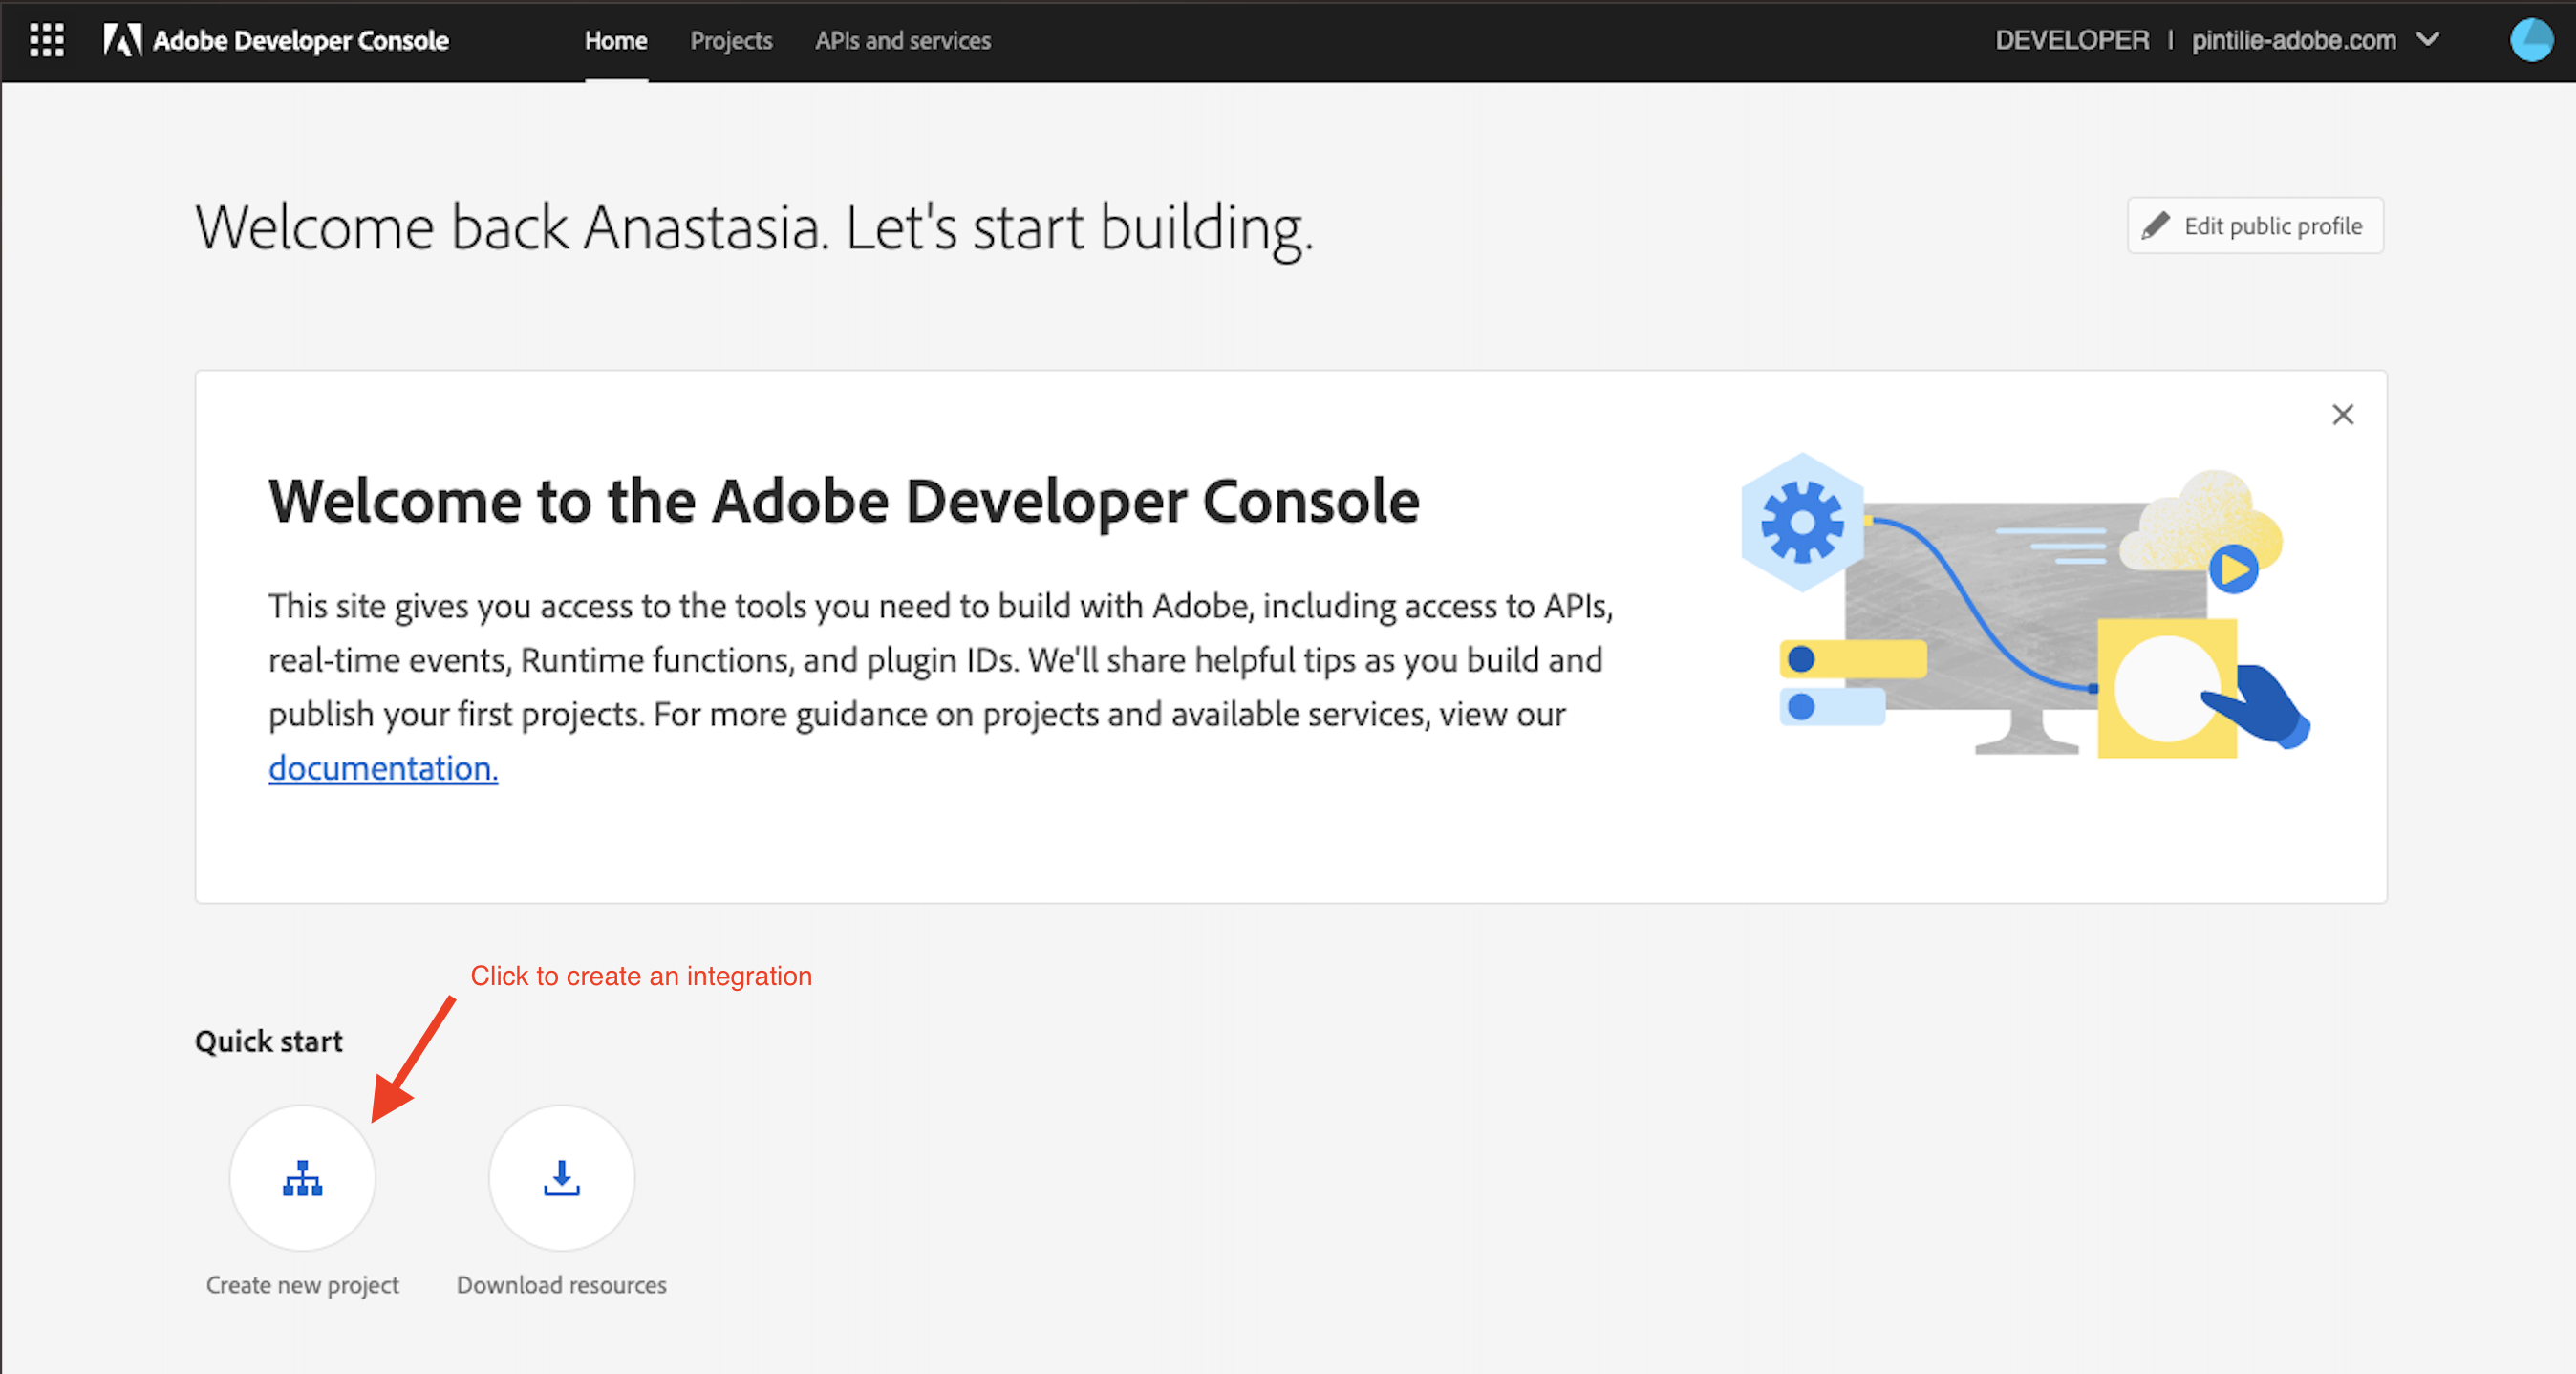 Adobe Developer Console
Home
Projects
APIs and services
DEVELOPER | pintilie-adobe.com
Welcome back Anastasia. Let's start building.
Edit public profile
Welcome to the Adobe Developer Console
This site gives you access to the tools you need to build with Adobe, including access to APIs,
real-time events, Runtime functions, and plugin IDs. We'll share helpful tips as you build and
publish your first projects. For more guidance on projects and available services, view our
documentation.
Click to create an integration
Quick start
Create new project
Download resources